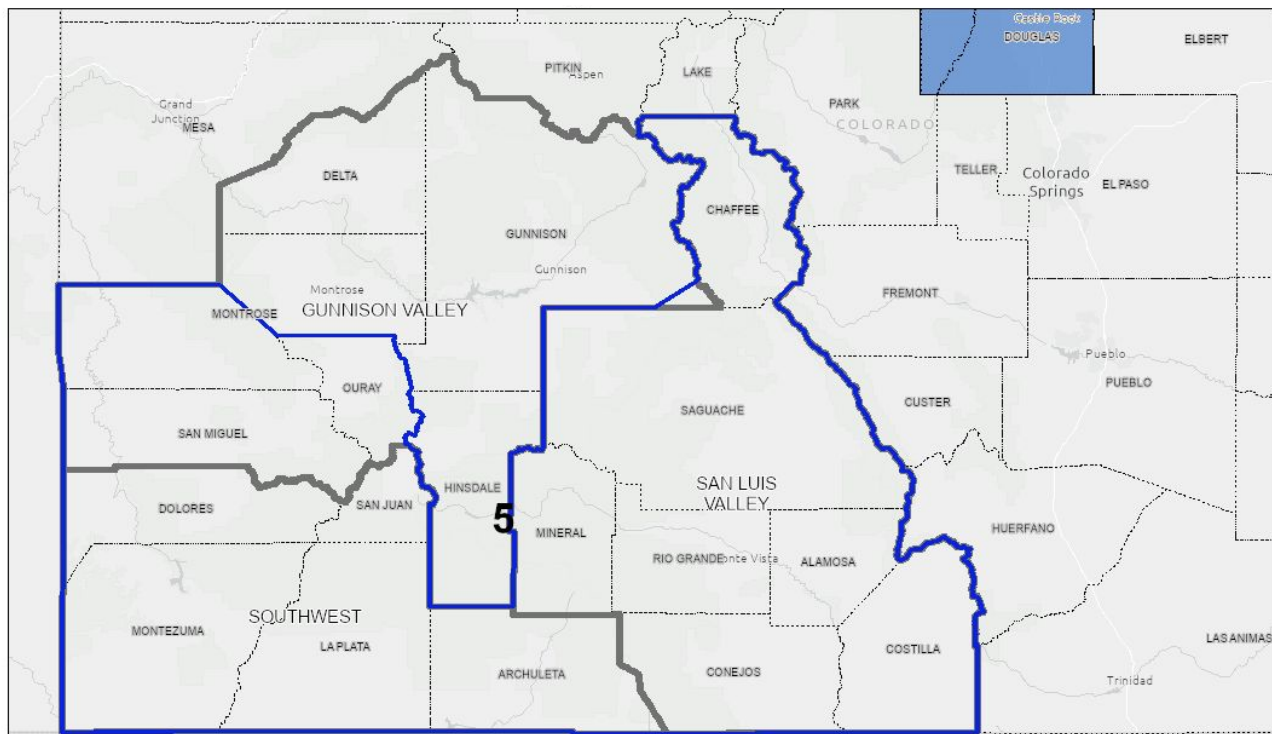 Castle Rock
DOUGLAS
ELBERT
PITKIN
Aspen
LAKE
PARK
COLORADO
Grand
Junction
MESA
TELLER
Colorado
Springs
EL PASO
DELTA
CHAFFEE
GUNNISON
Gunnison
Montrose
MONTROSE
GUNNISON VALLEY
FREMONT
Pueblo
PUEBLO
OURAY
CUSTER
SAGUACHE
SAN MIGUEL
SAN LUIS
VALLEY
HINSDALE
SAN JUAN
DOLORES
5
MINERAL
HUERFANO
RIO GRANDE
onte Vista
ALAMOSA
SOUTHWEST
MONTEZUMA
LA PLATA
ARCHULETA
CONEJOS
COSTILLA
LAS ANIMAS
Trinidad